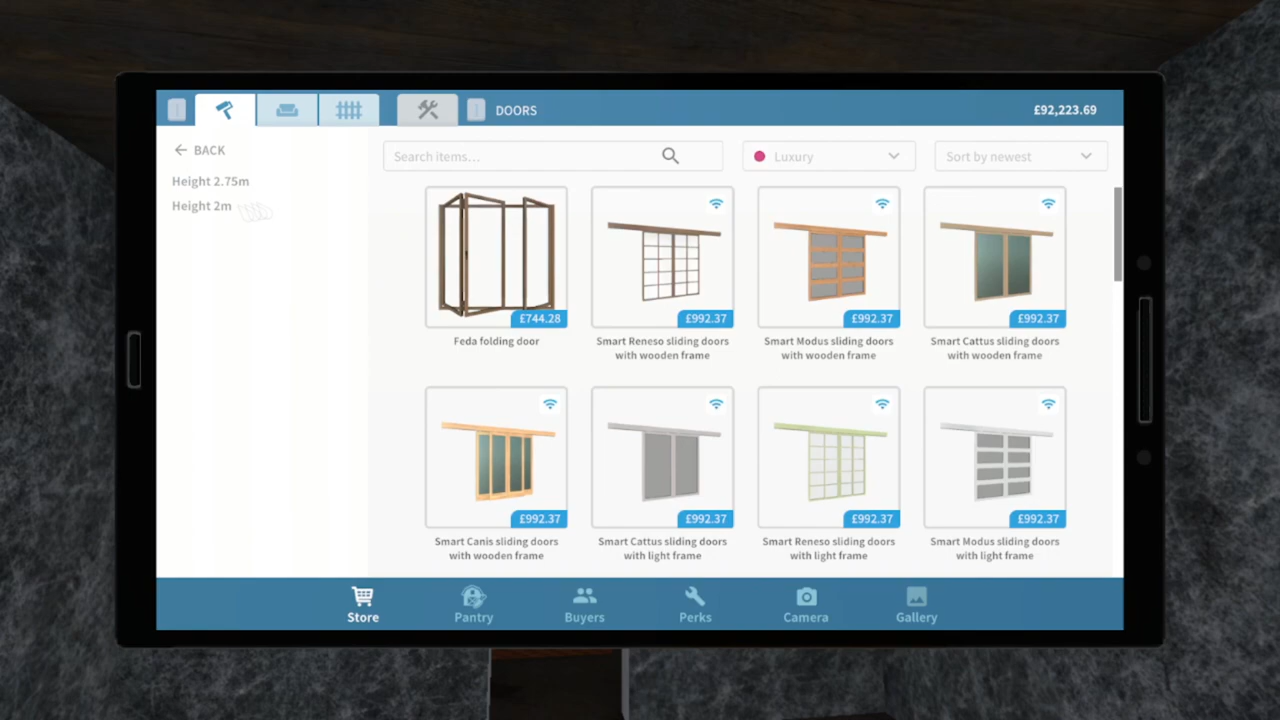 DOORS
£92,223.69
BACK
Search items...
Luxury
Sort by newest
Height 2.75m
Height 2m
£744.28
£992.37
£992.37
£992.37
Feda folding door
Smart Reneso sliding doors
with wooden frame
Smart Modus sliding doors
with wooden frame
Smart Cattus sliding doors
with wooden frame
£992.37
£992.37
£992.37
£992.37
Smart Canis sliding doors
with wooden frame
Smart Cattus sliding doors
with light frame
Smart Reneso sliding doors
with light frame
Smart Modus sliding doors
with light frame
Store
Pantry
Buyers
Perks
Camera
Gallery